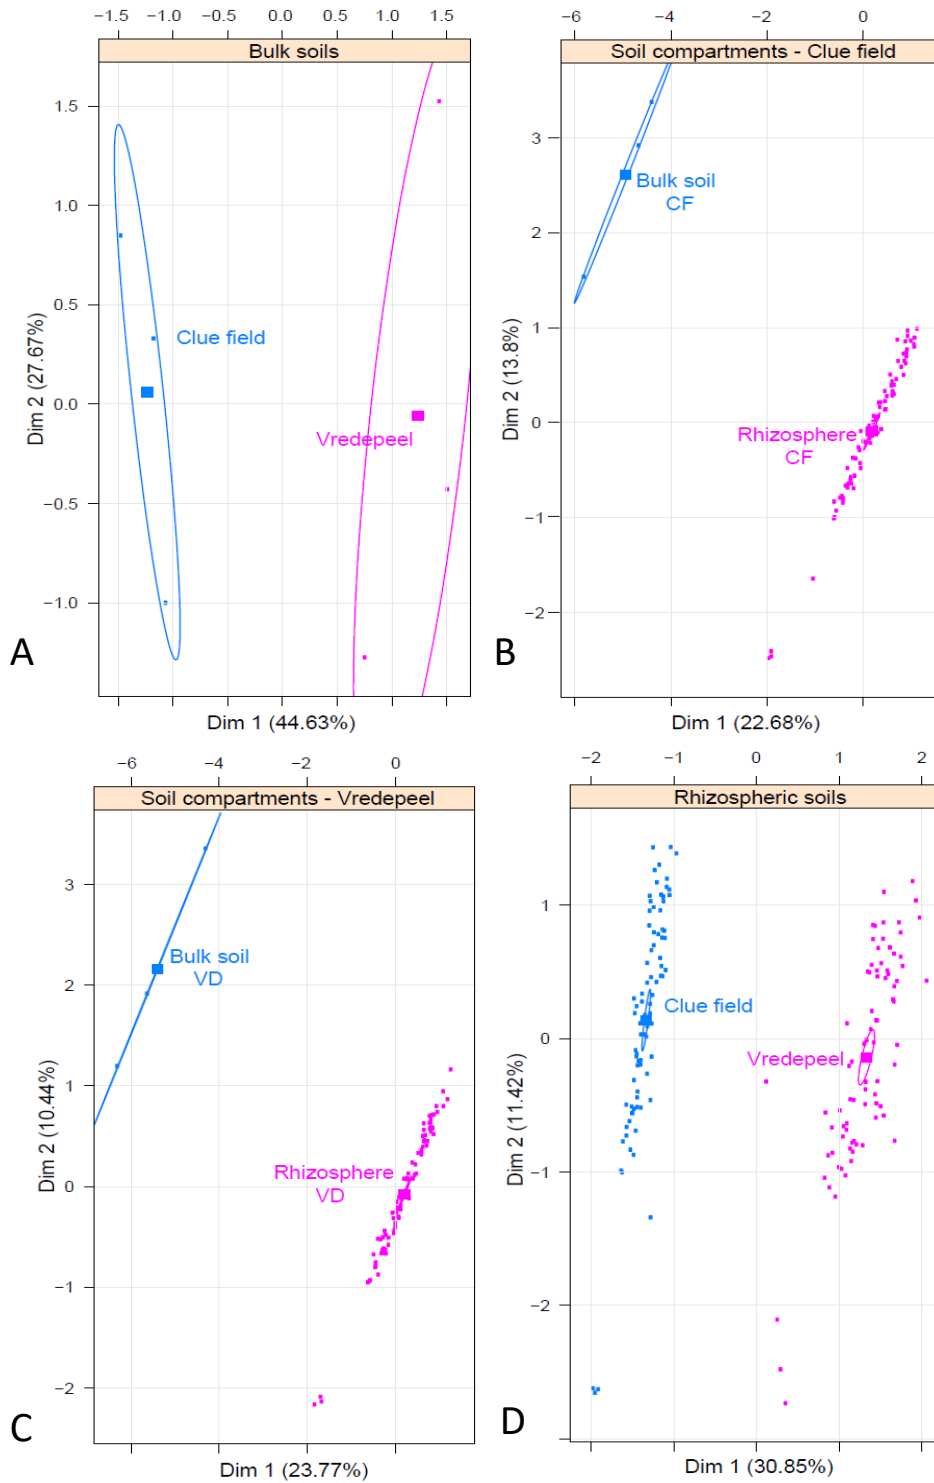 −1.5 −1.0 −0.5 0.0 0.5 1.0 1.5
Bulk soils
1.5
1.0
0.5
0.0
−0.5
−1.0
Dim 2 (27.67%)
Clue field
Vredepeel
A
Dim 1 (44.63%)
−6 −4 −2 0
Soil compartments - Clue field
3
2
1
0
−1
−2
Dim 2 (13.8%)
Bulk soil
CF
Rhizosphere
CF
B
Dim 1 (22.68%)
−6 −4 −2 0
Soil compartments - Vredepeel
3
2
1
0
−1
−2
Dim 2 (10.44%)
Bulk soil
VD
Rhizosphere
VD
C
Dim 1 (23.77%)
−2 −1 0 1 2
Rhizospheric soils
1
0
−1
−2
Dim 2 (11.42%)
Clue field
Vredepeel
D
Dim 1 (30.85%)